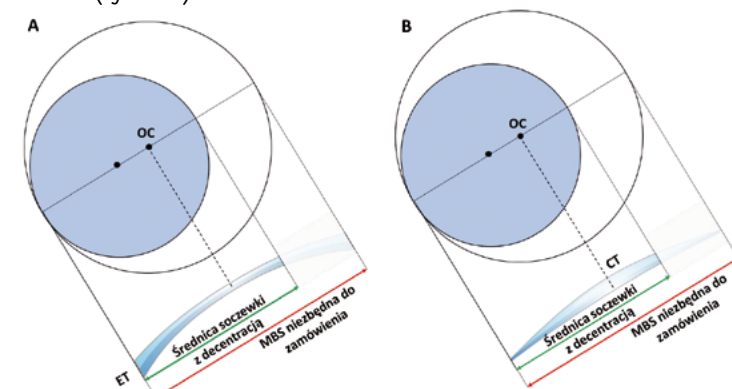 A
OC
Średnica soczewki
z decentracją
MBS niezbędna do
zamówienia
ET
B
OC
CT
Średnica soczewki
z decentracją
MBS niezbędna do
zamówienia